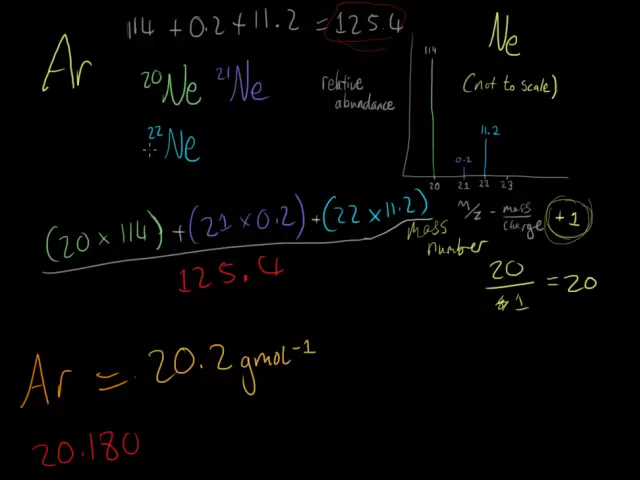 114 + 0.2 + 11.2 = 125.4
Ar
Ne
²⁰Ne ²¹Ne
²²Ne
relative
abundance
(not to scale)
114
0.2
11.2
20 21 22 23
m/z - mass/charge +1
mass
number
(20 × 114) + (21 × 0.2) + (22 × 11.2)
125.4
20/+1 = 20
Ar = 20.2 gmol⁻¹
20.180